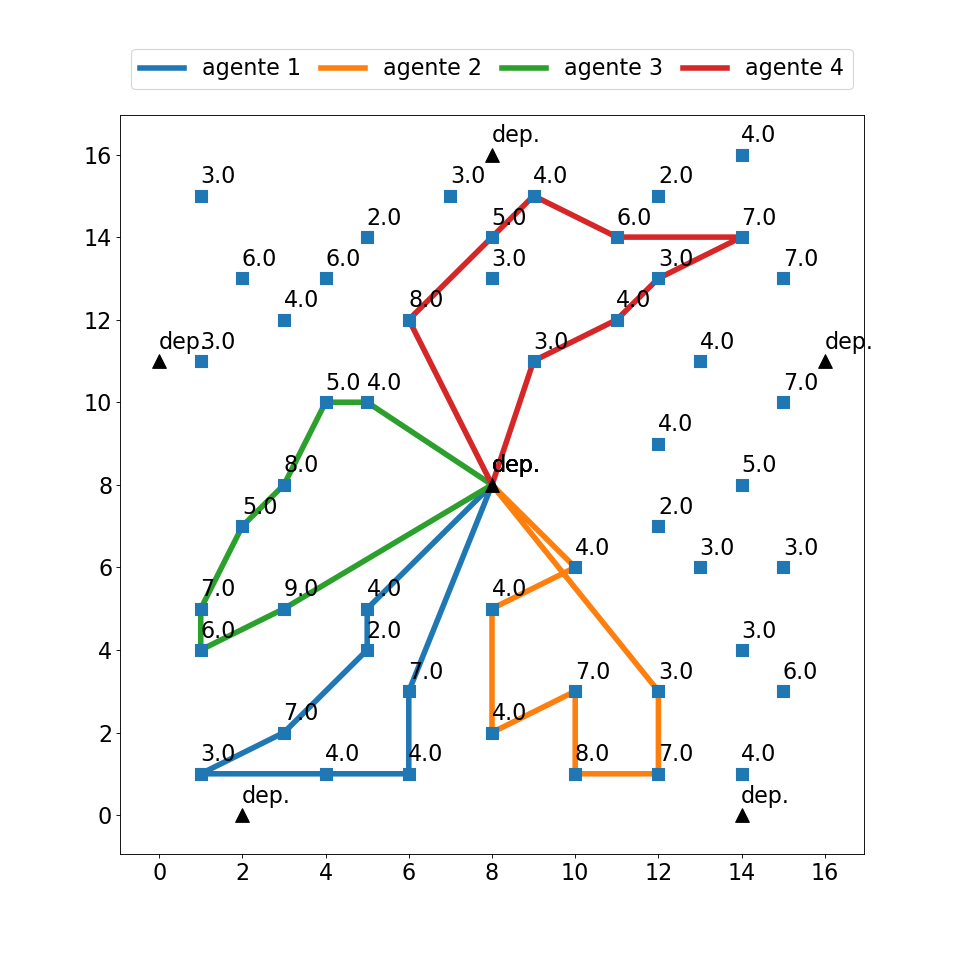 agente 1 agente 2 agente 3 agente 4
dep. 4.0
16
3.0 3.0 4.0 2.0
2.0 5.0 6.0 7.0
14
6.0 6.0 3.0 3.0 7.0
4.0 8.0 4.0
12
dep. 3.0 3.0 4.0 dep.
5.0 4.0 7.0
10
4.0
8.0 dep. 5.0
8
5.0 2.0
4.0 3.0 3.0
6
7.0 9.0 4.0 4.0
6.0 2.0 3.0
4
7.0 7.0 3.0 6.0
7.0 4.0
2
3.0 4.0 4.0 8.0 7.0 4.0
dep. dep.
0
0 2 4 6 8 10 12 14 16